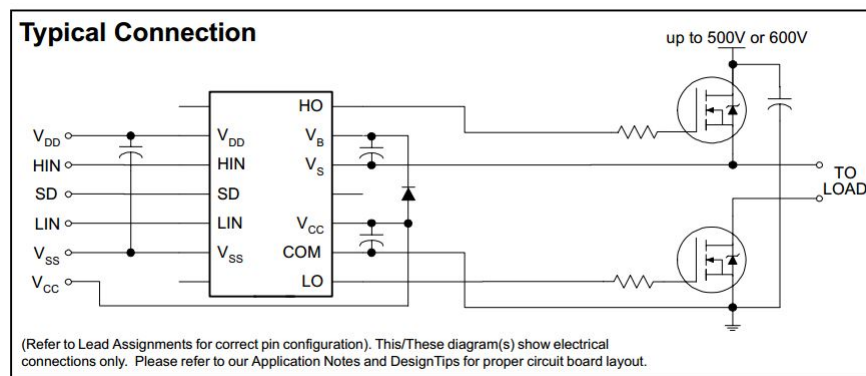 Typical Connection
up to 500V or 600V
HO
VDD
VDD
VB
HIN
HIN
VS
TO
LOAD
SD
SD
LIN
LIN
VCC
VSS
VSS
COM
VCC
LO
(Refer to Lead Assignments for correct pin configuration). This/These diagram(s) show electrical
connections only. Please refer to our Application Notes and DesignTips for proper circuit board layout.